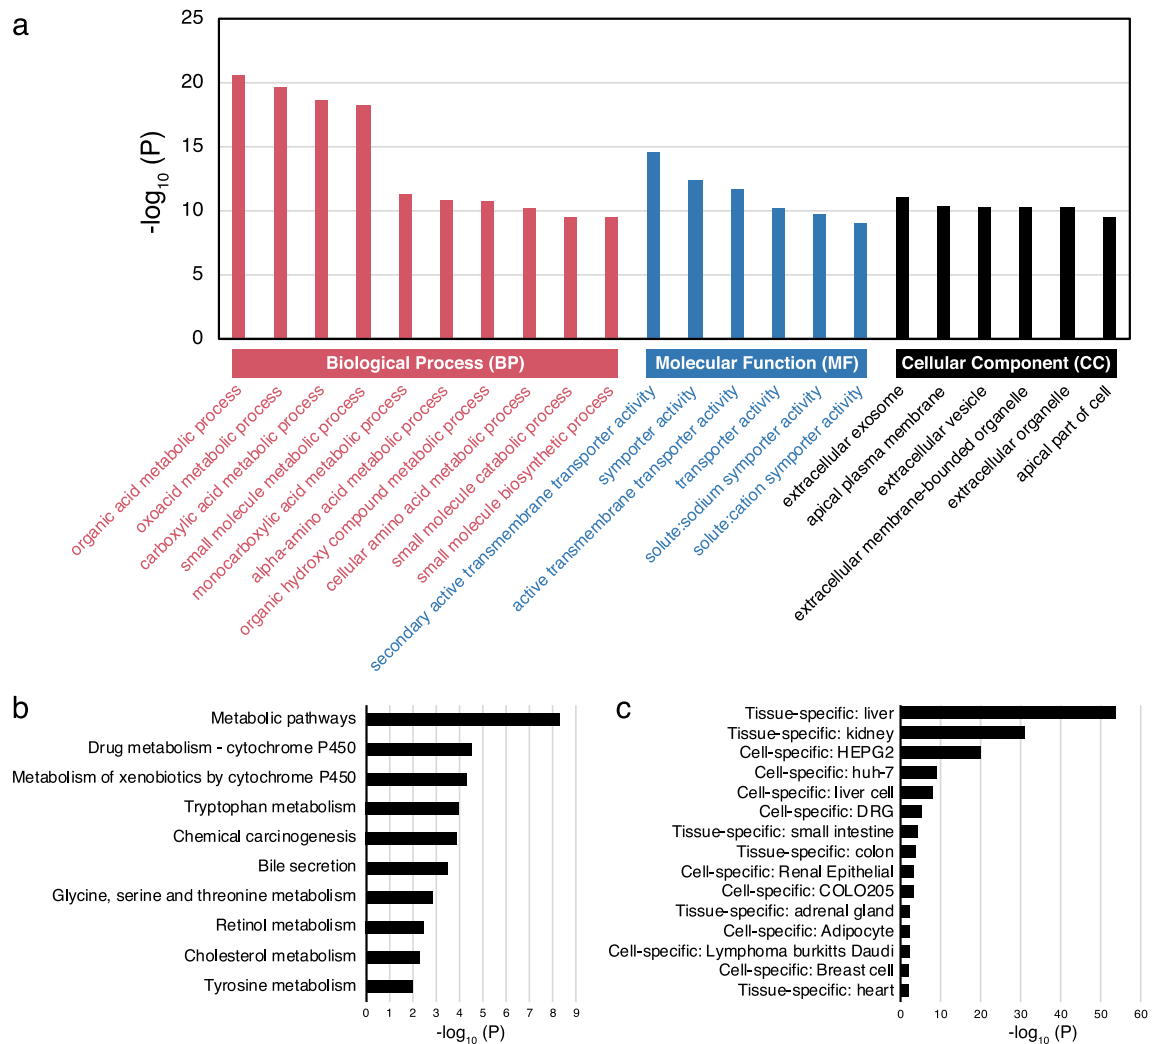 a
25
20
15
10
5
0
-log10 (P)
Biological Process (BP)
Molecular Function (MF)
Cellular Component (CC)
organic acid metabolic process
oxoacid metabolic process
carboxylic acid metabolic process
small molecule metabolic process
monocarboxylic acid metabolic process
alpha-amino acid metabolic process
organic hydroxy compound metabolic process
cellular amino acid metabolic process
small molecule catabolic process
small molecule biosynthetic process
secondary active transmembrane transporter activity
symporter activity
active transmembrane transporter activity
transporter activity
solute:sodium symporter activity
solute:cation symporter activity
extracellular exosome
apical plasma membrane
extracellular vesicle
extracellular membrane-bounded organelle
extracellular organelle
apical part of cell
b
Metabolic pathways
Drug metabolism - cytochrome P450
Metabolism of xenobiotics by cytochrome P450
Tryptophan metabolism
Chemical carcinogenesis
Bile secretion
Glycine, serine and threonine metabolism
Retinol metabolism
Cholesterol metabolism
Tyrosine metabolism
0 1 2 3 4 5 6 7 8 9
-log10 (P)
c
Tissue-specific: liver
Tissue-specific: kidney
Cell-specific: HEPG2
Cell-specific: huh-7
Cell-specific: liver cell
Cell-specific: DRG
Tissue-specific: small intestine
Tissue-specific: colon
Cell-specific: Renal Epithelial
Cell-specific: COLO205
Tissue-specific: adrenal gland
Cell-specific: Adipocyte
Cell-specific: Lymphoma burkitts Daudi
Cell-specific: Breast cell
Tissue-specific: heart
0 10 20 30 40 50 60
-log10 (P)